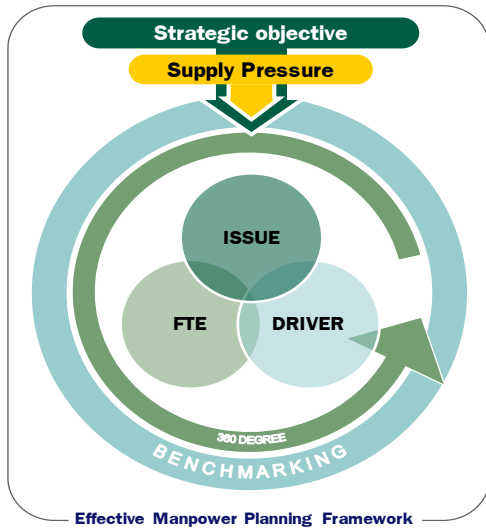 Strategic objective
Supply Pressure
ISSUE
FTE
DRIVER
360 DEGREE
BENCHMARKING
Effective Manpower Planning Framework